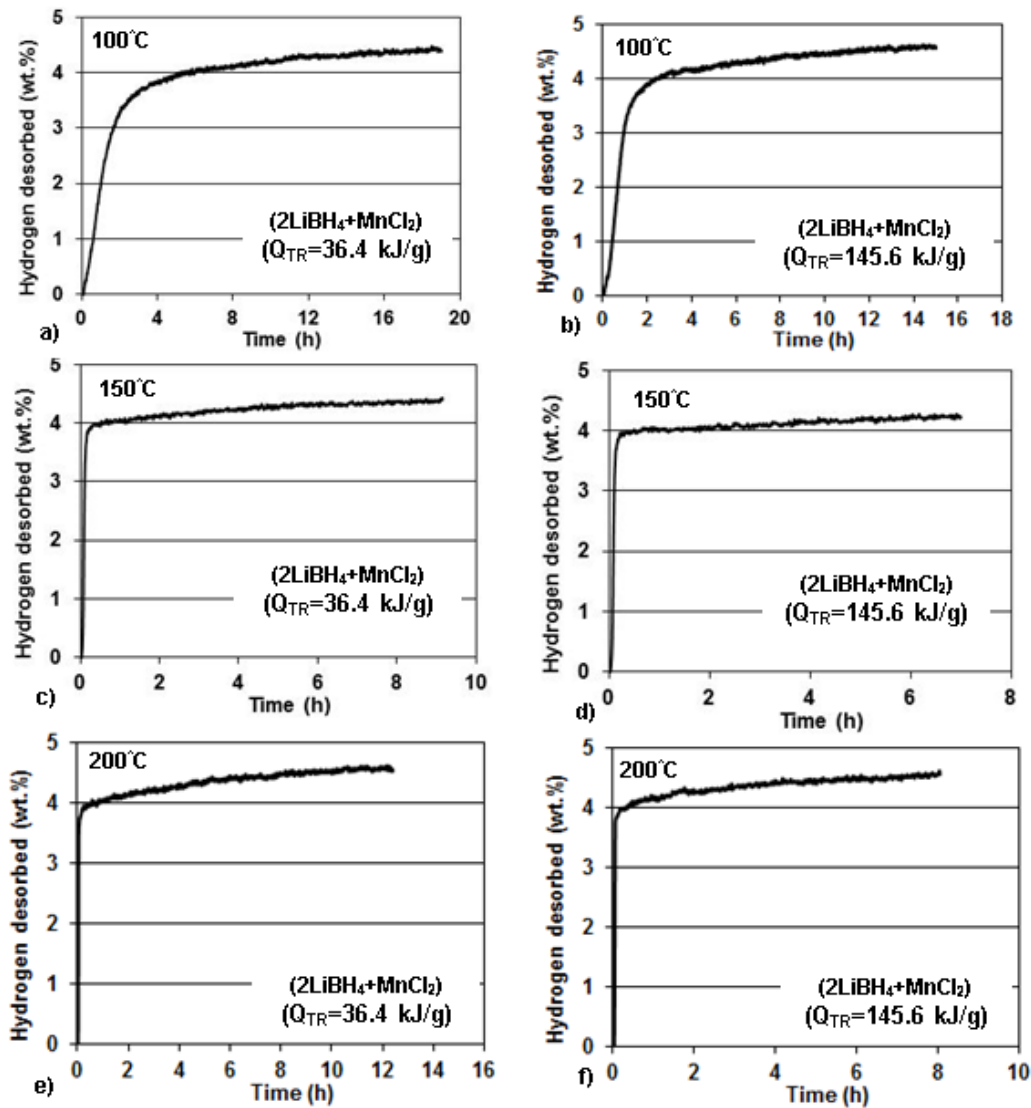 Hydrogen desorbed (wt.%)
5
4
3
2
1
0
100°C
(2LiBH₄+MnCl₂)
(Q_TR=36.4 kJ/g)
0 4 8 12 16 20
a)
Time (h)
Hydrogen desorbed (wt.%)
5
4
3
2
1
0
100°C
(2LiBH₄+MnCl₂)
(Q_TR=145.6 kJ/g)
0 2 4 6 8 10 12 14 16 18
b)
Time (h)
Hydrogen desorbed (wt.%)
5
4
3
2
1
0
150°C
(2LiBH₄+MnCl₂)
(Q_TR=36.4 kJ/g)
0 2 4 6 8 10
c)
Time (h)
Hydrogen desorbed (wt.%)
5
4
3
2
1
0
150°C
(2LiBH₄+MnCl₂)
(Q_TR=145.6 kJ/g)
0 2 4 6 8
d)
Time (h)
Hydrogen desorbed (wt.%)
5
4
3
2
1
0
200°C
(2LiBH₄+MnCl₂)
(Q_TR=36.4 kJ/g)
0 2 4 6 8 10 12 14 16
e)
Time (h)
Hydrogen desorbed (wt.%)
5
4
3
2
1
0
200°C
(2LiBH₄+MnCl₂)
(Q_TR=145.6 kJ/g)
0 2 4 6 8 10
f)
Time (h)